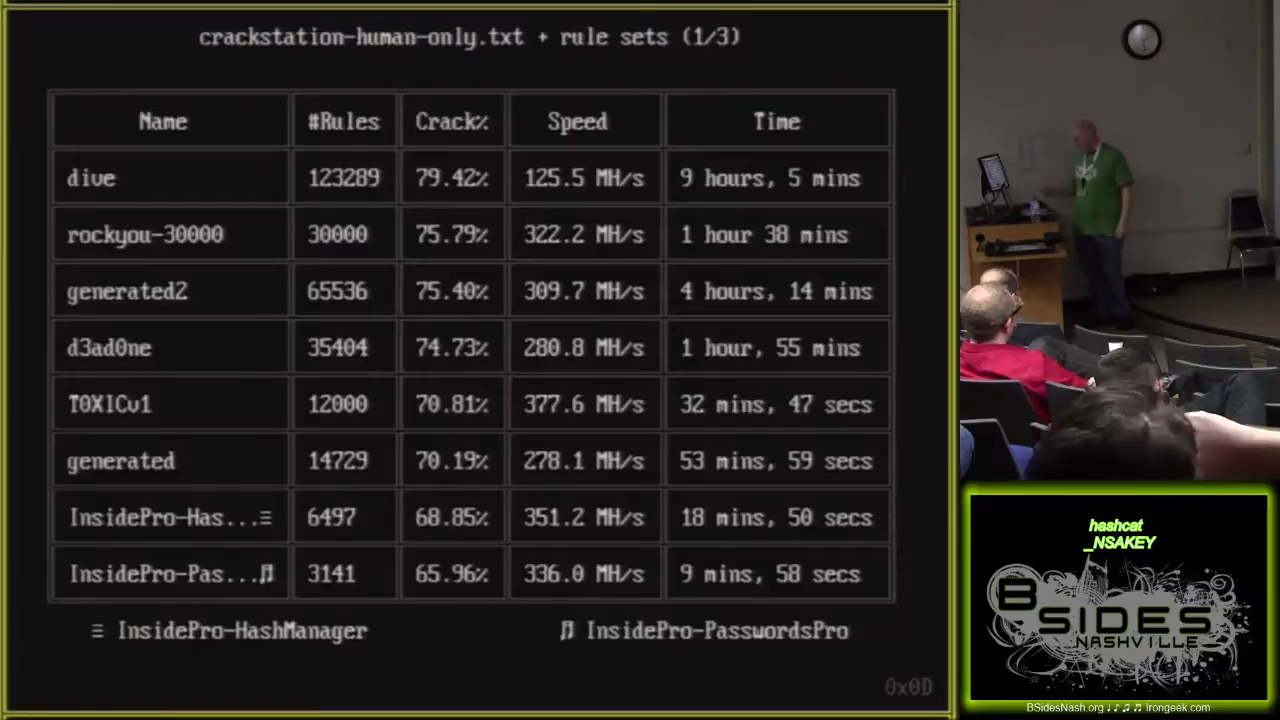 crackstation-human-only.txt + rule sets (1/3)
Name #Rules Crack% Speed Time
dive 123289 79.42% 125.5 MH/s 9 hours, 5 mins
rockyou-30000 30000 75.79% 322.2 MH/s 1 hour 38 mins
generated2 65536 75.40% 309.7 MH/s 4 hours, 14 mins
d3ad0ne 35404 74.73% 280.8 MH/s 1 hour, 55 mins
T0XlCv1 12000 70.81% 377.6 MH/s 32 mins, 47 secs
generated 14729 70.19% 278.1 MH/s 53 mins, 59 secs
InsidePro-Has...≡ 6497 68.85% 351.2 MH/s 18 mins, 50 secs
InsidePro-Pas...♫ 3141 65.96% 336.0 MH/s 9 mins, 58 secs
≡ InsidePro-HashManager ♫ InsidePro-PasswordsPro
0x0D
hashcat
_NSAKEY
BSIDES
NASHVILLE
BSidesNash.org ♩♪♫♬ Irongeek.com